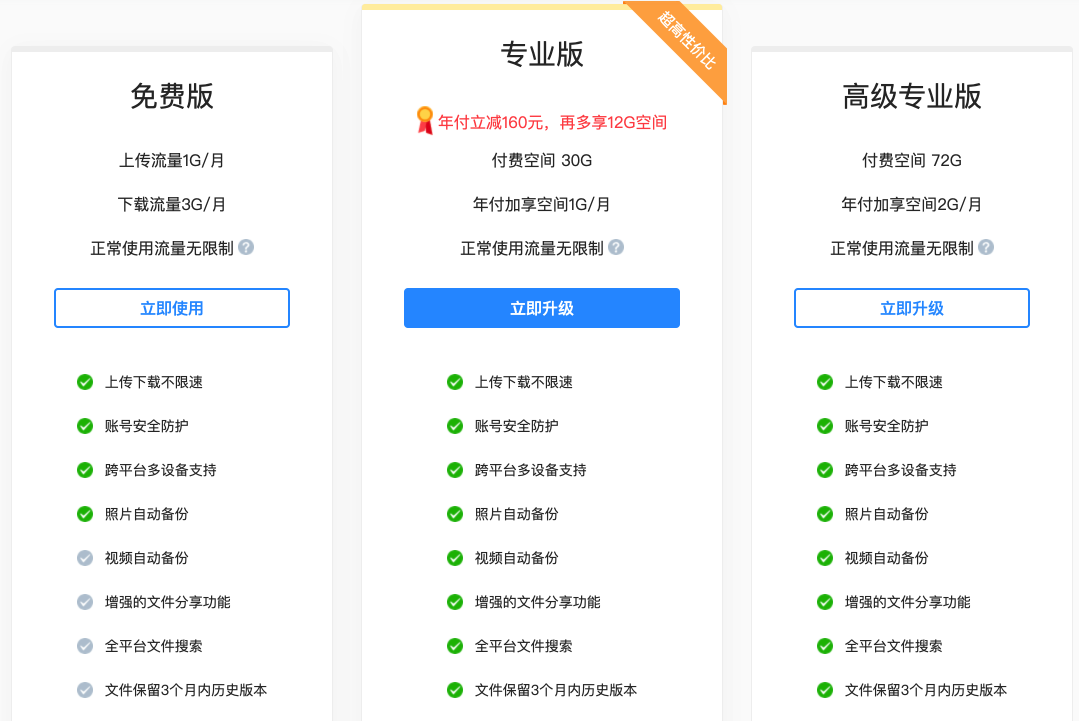 免费版
上传流量1G/月
下载流量3G/月
正常使用流量无限制 ?
立即使用
上传下载不限速
账号安全防护
跨平台多设备支持
照片自动备份
视频自动备份
增强的文件分享功能
全平台文件搜索
文件保留3个月内历史版本
超高性价比
专业版
年付立减160元，再多享12G空间
付费空间 30G
年付加享空间1G/月
正常使用流量无限制 ?
立即升级
上传下载不限速
账号安全防护
跨平台多设备支持
照片自动备份
视频自动备份
增强的文件分享功能
全平台文件搜索
文件保留3个月内历史版本
高级专业版
付费空间 72G
年付加享空间2G/月
正常使用流量无限制 ?
立即升级
上传下载不限速
账号安全防护
跨平台多设备支持
照片自动备份
视频自动备份
增强的文件分享功能
全平台文件搜索
文件保留3个月内历史版本